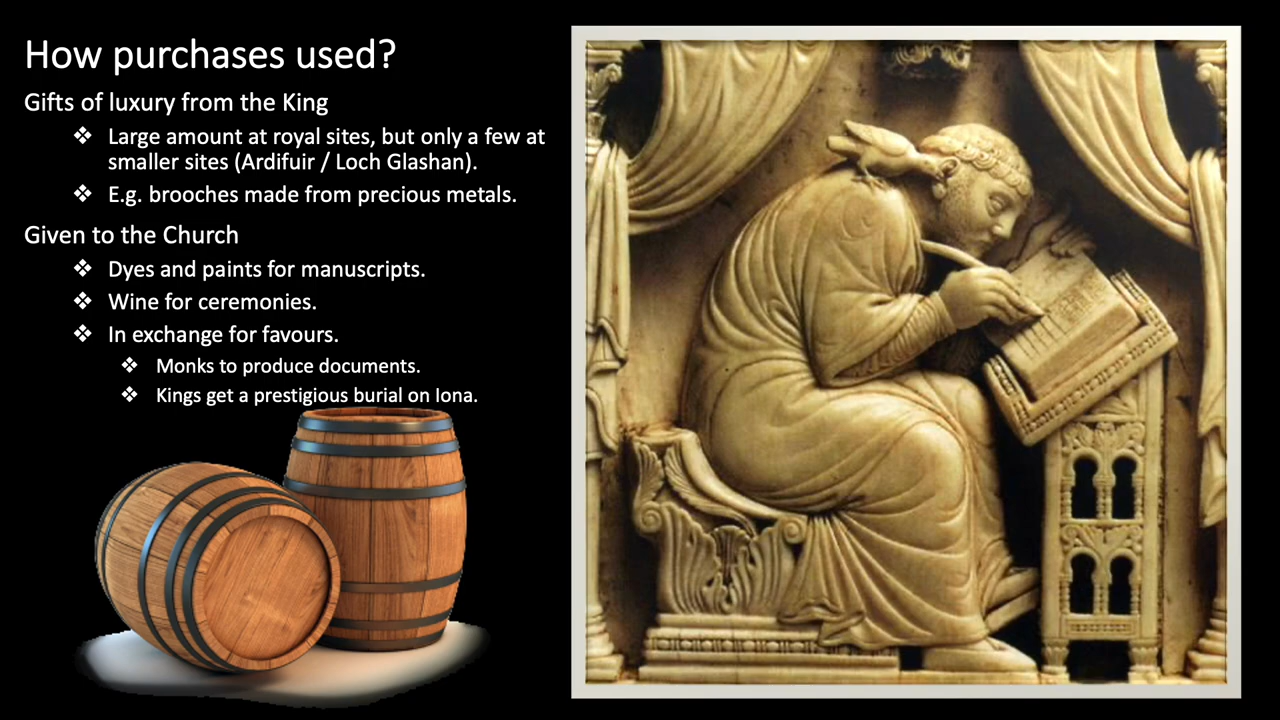 How purchases used?
Gifts of luxury from the King
❖ Large amount at royal sites, but only a few at
smaller sites (Ardifuir / Loch Glashan).
❖ E.g. brooches made from precious metals.
Given to the Church
❖ Dyes and paints for manuscripts.
❖ Wine for ceremonies.
❖ In exchange for favours.
❖ Monks to produce documents.
❖ Kings get a prestigious burial on Iona.